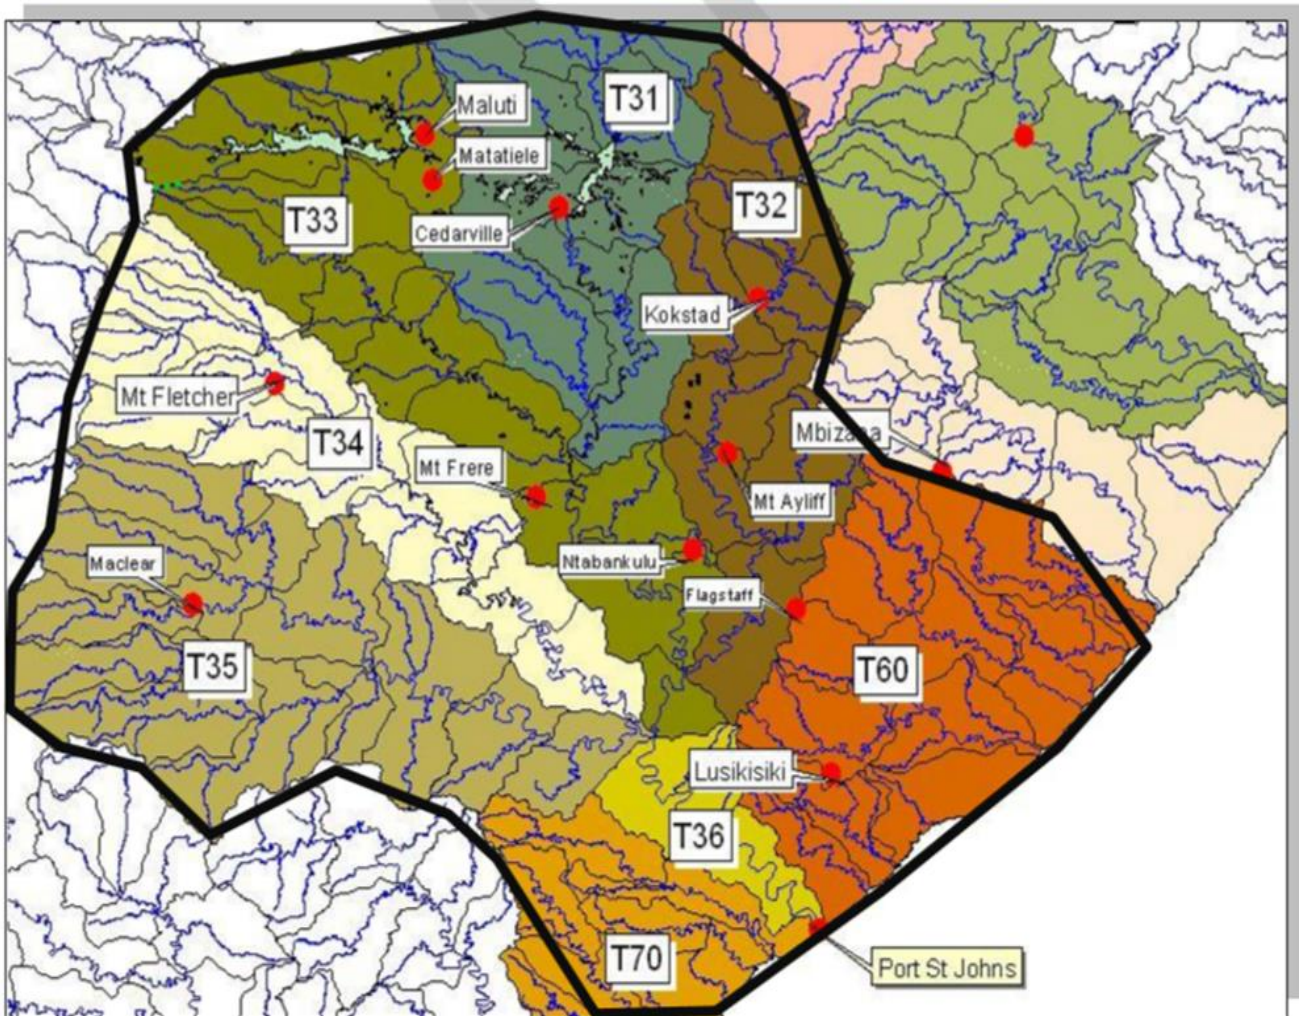 Maluti
T31
Matatiele
T32
T33
Cedarville
Kokstad
Mt Fletcher
T34
Mbizana
Mt Frere
Mt Ayliff
Ntabankulu
Maclear
Flagstaff
T35
T60
Lusikisiki
T36
T70
Port St Johns